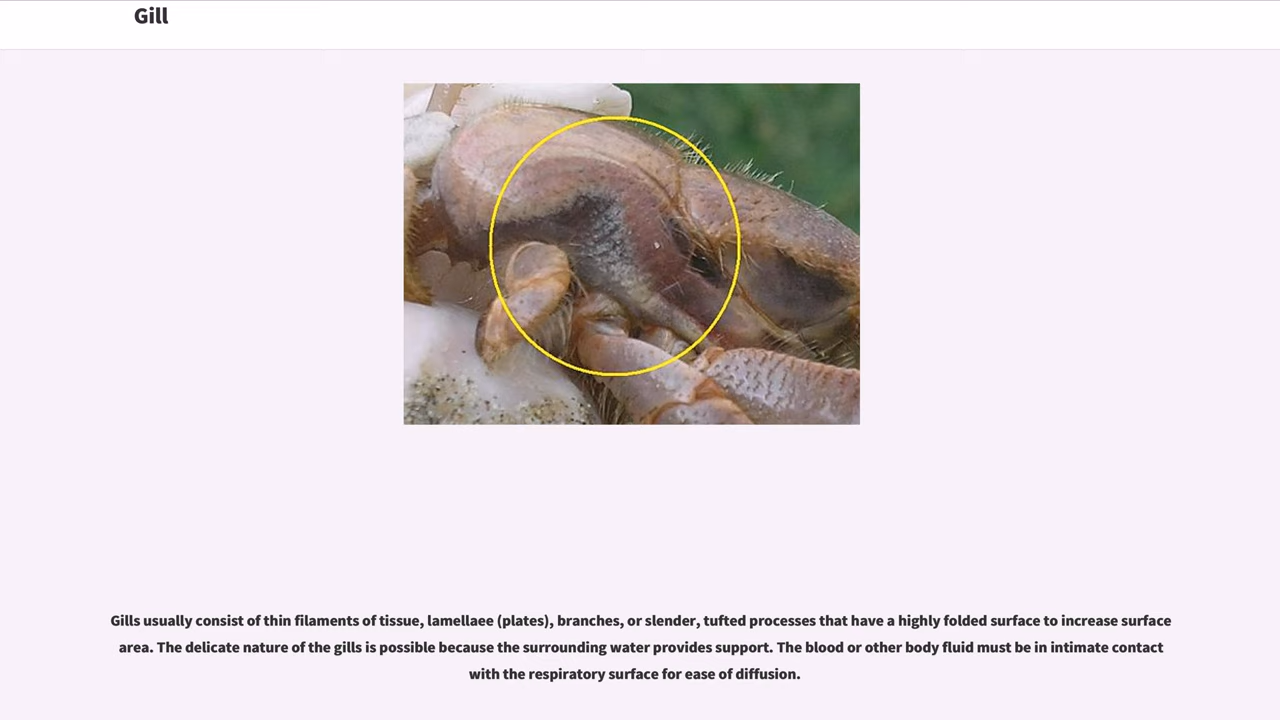 Gill
Gills usually consist of thin filaments of tissue, lamellaee (plates), branches, or slender, tufted processes that have a highly folded surface to increase surface
area. The delicate nature of the gills is possible because the surrounding water provides support. The blood or other body fluid must be in intimate contact
with the respiratory surface for ease of diffusion.